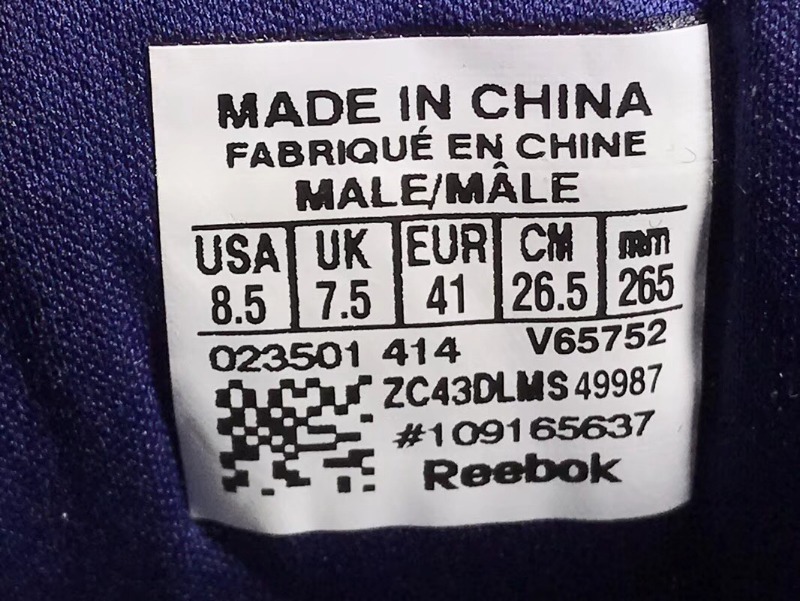 MADE IN CHINA
FABRIQUÉ EN CHINE
MALE/MÂLE
USA UK EUR CM mm
8.5 7.5 41 26.5 265
023501 414 V65752
ZC43DLMS 49987
#109165637
Reebok